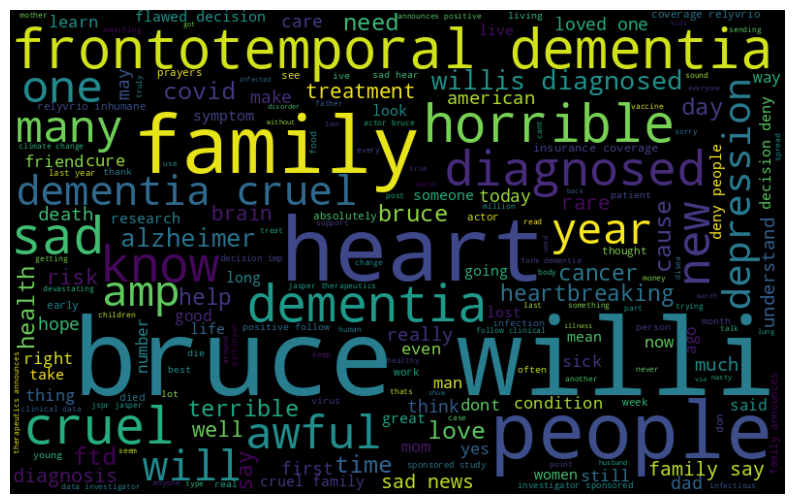 mother
flawed decision
need
announces positive
living
coverage relyvrio
learn
care
loved one
kids
watching
got
live
sending
frontotemporal dementia
one
prayers
see
ive
sad hear
sound
everyone
covid
treatment
willis diagnosed
way
may
truly
infected
relyvrio inhumane
make
father
vaccine
american
day
many
symptom
disorder
look
family
horrible
depression
decision deny
climate change
without
food
two
actor bruce
cant
insurance coverage
friend
cure
use
every
sorry
spread
last year
thank
true
diagnosed
deny people
dementia cruel
post
someone
today
back
patient
rare
new
death
research
brain
absolutely
bruce
actor
million
cause
sad
support
read
year
thought
understand
alzheimer
getting
know
treat
heart
going
form dementia
body
money
risk
decision imp
change
cancer
devastating
long
jasper therapeutics
amp
help
dementia
heartbreaking
health
early
good
lost
last
something
part
trying
children
hope
number
life
positive follow
human
infection
follow clinical
mean
person
month
talk
lung
ago
right
die
really
even
illness
now
bruce willi
take
best
healthy
sick
often
never
much
via
nasty
work
thats
another
thing
died
lot
virus
man
show
therapeutics announces
clinical data
jspr jasper
terrible
think
dont
condition
week
said
cruel
awful
great
case
don
family announces
people
seem
well
love
young
ftd
say
first
time
mom
yes
women
still
family say
will
sponsored study
point
husband
diagnosis
cruel family
sad news
dad
data investigator
anyone
type
real
investigator sponsored
infectious